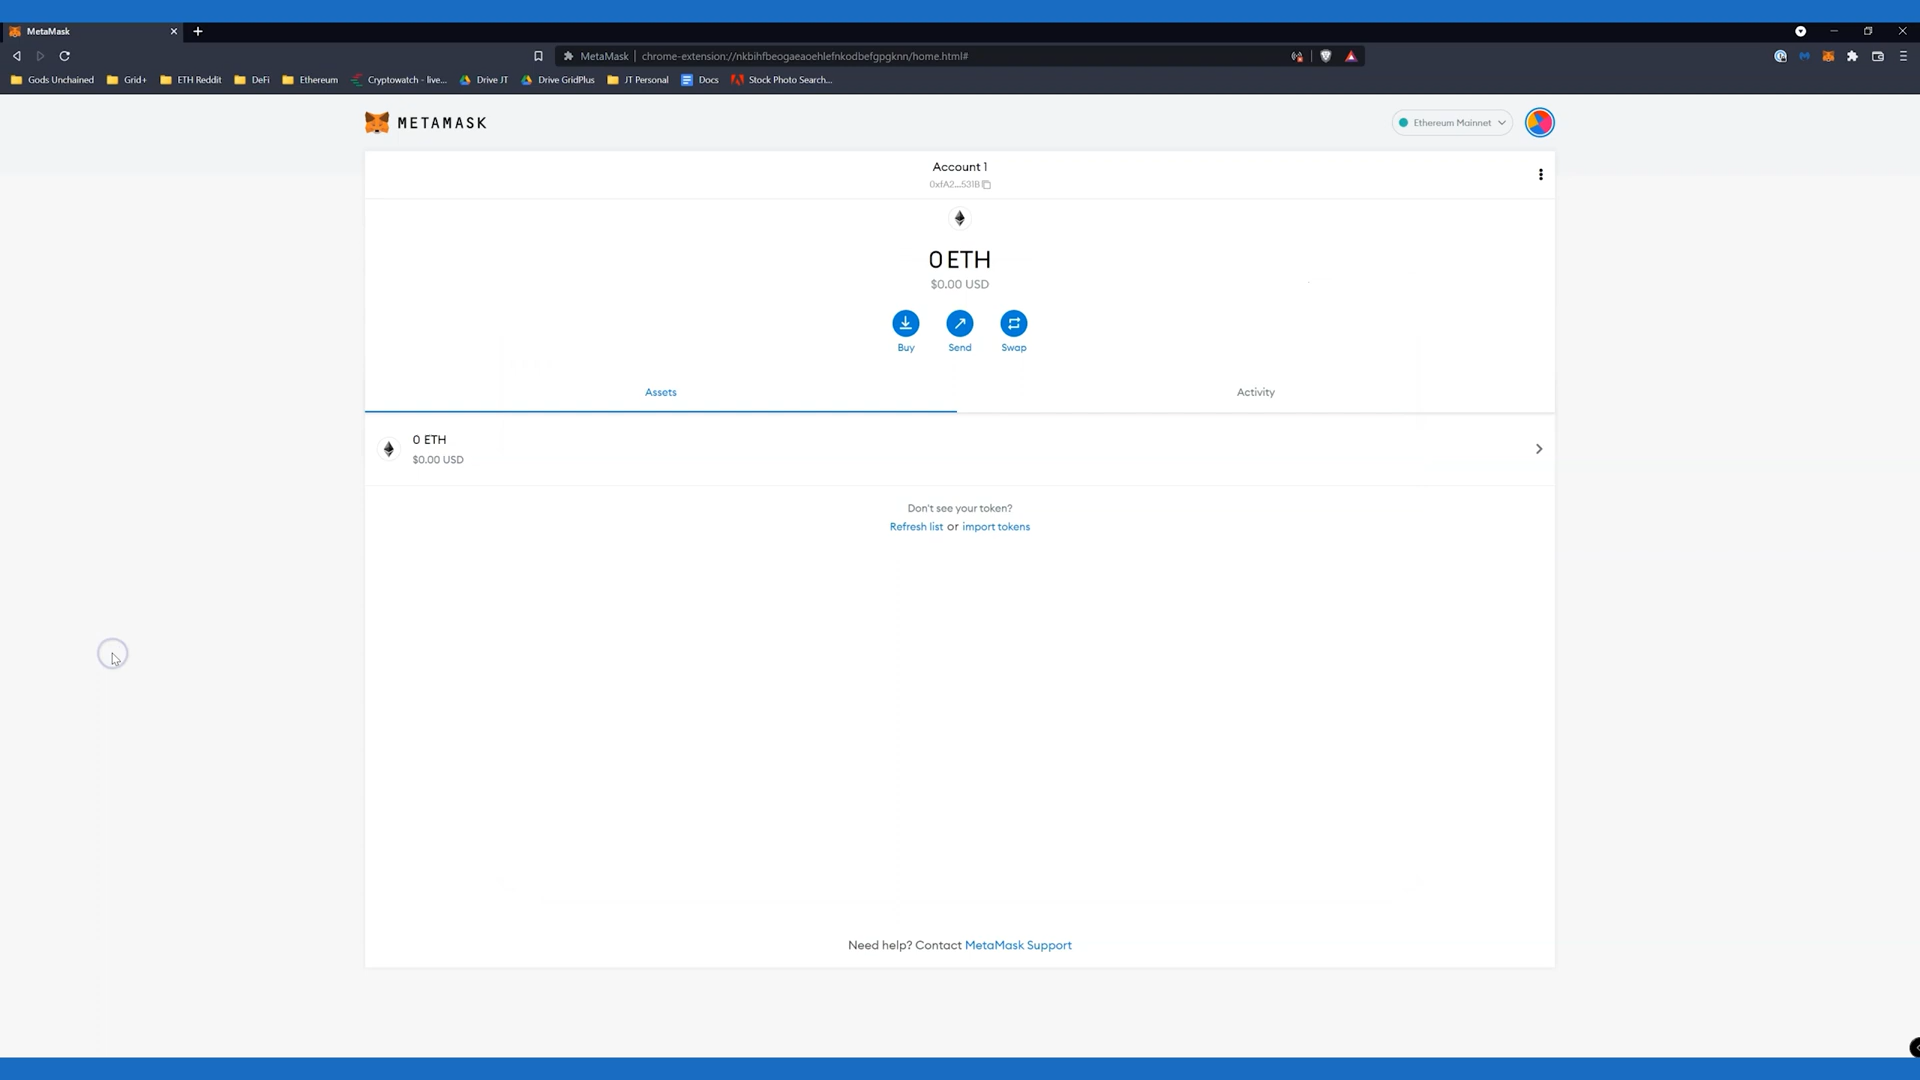 MetaMask
MetaMask
chrome-extension://nkbihfbeogaeaoehlefnkodbefgpgknn/home.html#
Gods Unchained
Grid+
ETH Reddit
DeFi
Ethereum
Cryptowatch - live...
Drive JT
Drive GridPlus
JT Personal
Docs
Stock Photo Search...
METAMASK
Ethereum Mainnet
Account 1
0xfA2...531B
0 ETH
$0.00 USD
Buy
Send
Swap
Assets
Activity
0 ETH
$0.00 USD
Don't see your token?
Refresh list or import tokens
Need help? Contact MetaMask Support